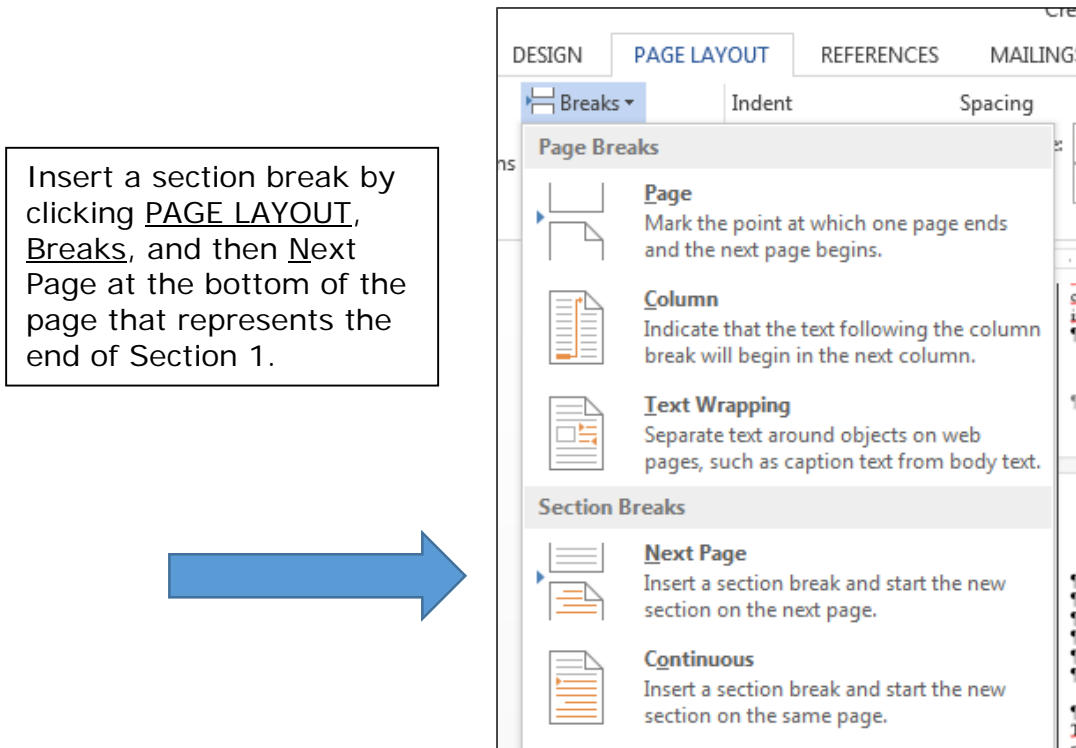 Cre
DESIGN PAGE LAYOUT REFERENCES MAILINGS
Breaks Indent Spacing
Page Breaks
ns
Page
Mark the point at which one page ends
and the next page begins.
Column
Indicate that the text following the column
break will begin in the next column.
Text Wrapping
Separate text around objects on web
pages, such as caption text from body text.
Section Breaks
Next Page
Insert a section break and start the new
section on the next page.
Continuous
Insert a section break and start the new
section on the same page.
Insert a section break by
clicking PAGE LAYOUT,
Breaks, and then Next
Page at the bottom of the
page that represents the
end of Section 1.